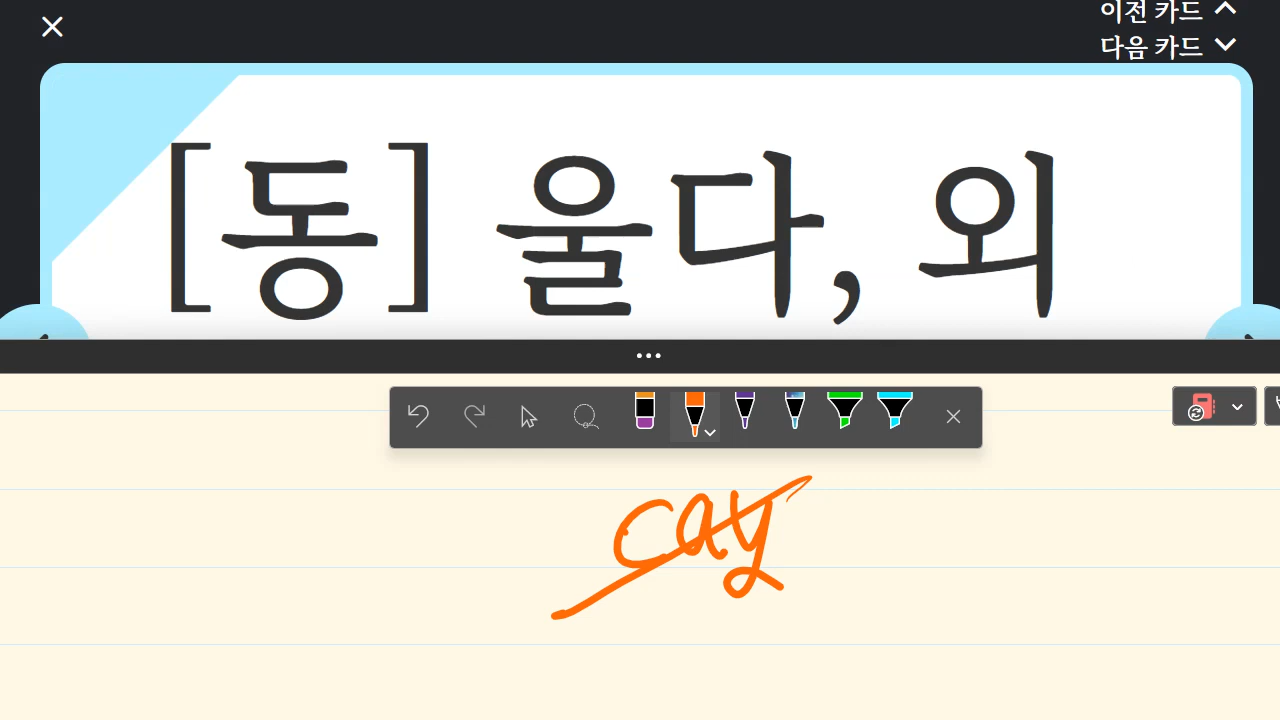 이전 카드
다음 카드
[동] 울다, 외
cay